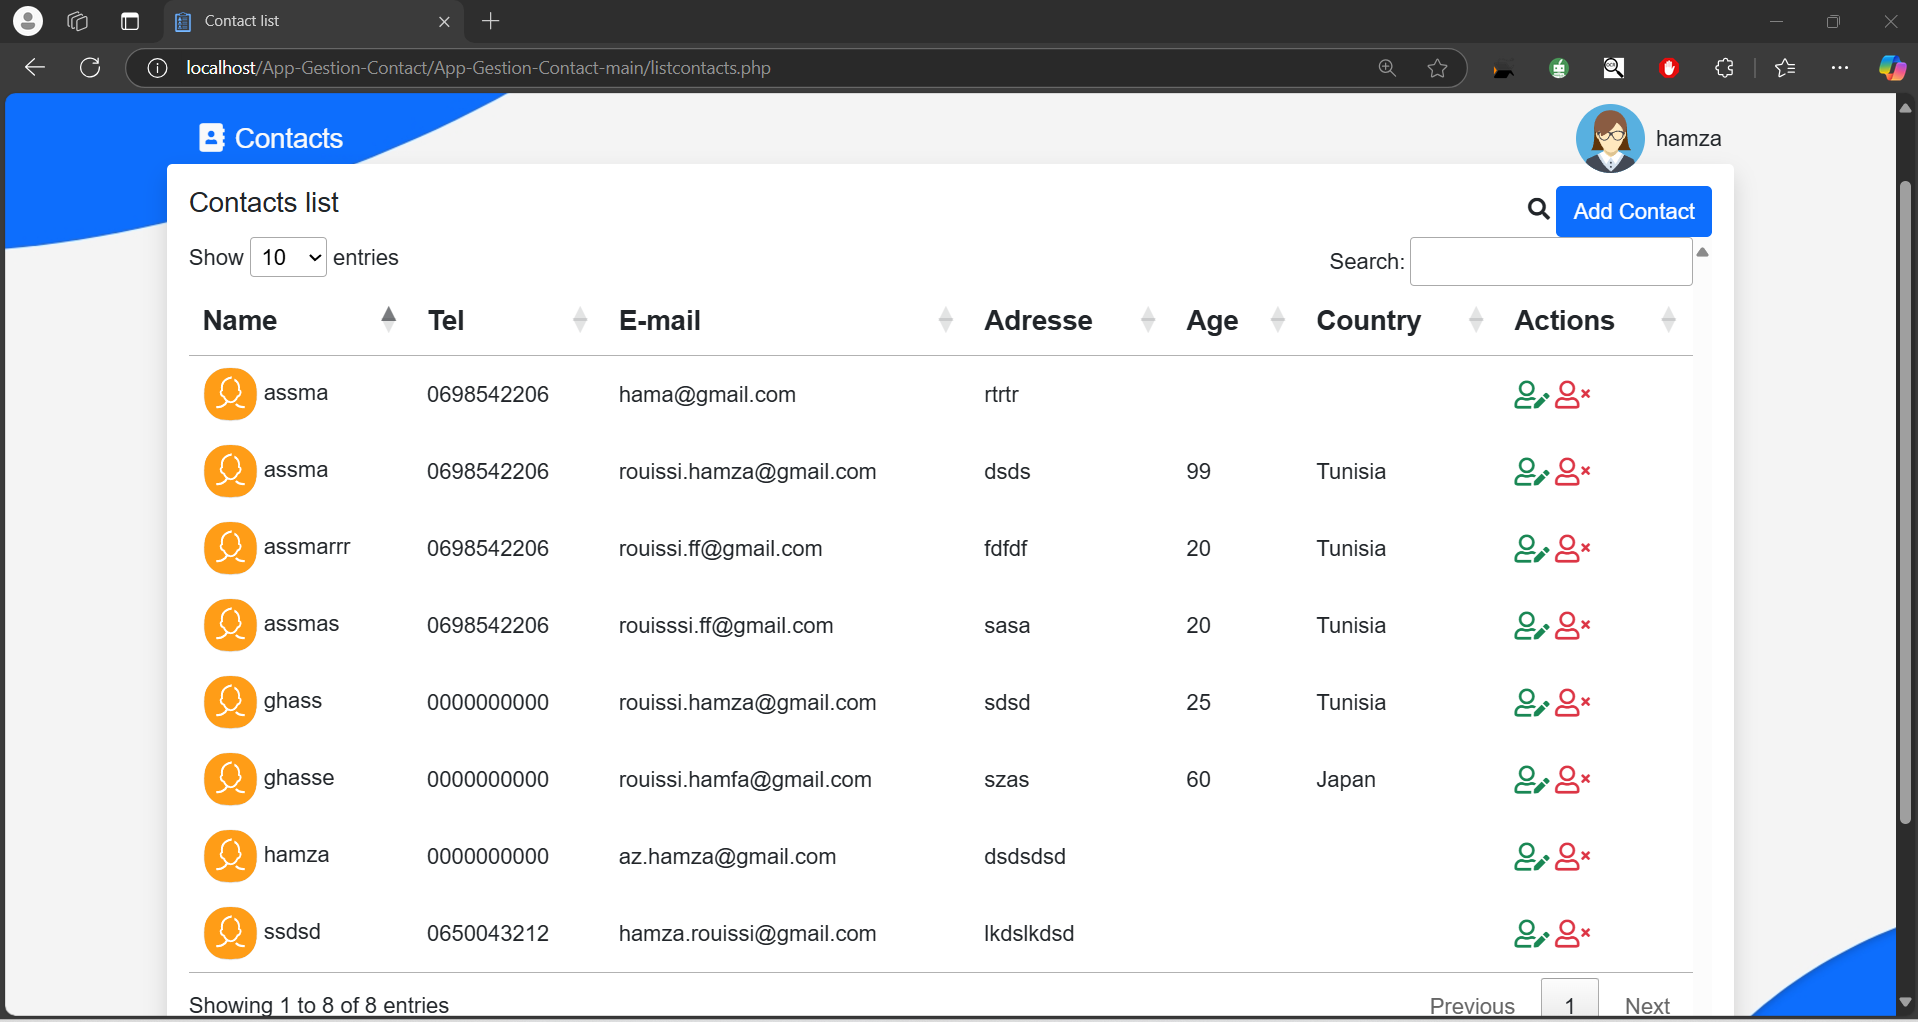 Contact list
localhost/App-Gestion-Contact/App-Gestion-Contact-main/listcontacts.php
Contacts
hamza
Contacts list
Add Contact
Show 10 entries
Search:
Name Tel E-mail Adresse Age Country Actions
assma 0698542206 hama@gmail.com rtrtr
assma 0698542206 rouissi.hamza@gmail.com dsds 99 Tunisia
assmarrr 0698542206 rouissi.ff@gmail.com fdfdf 20 Tunisia
assmas 0698542206 rouisssi.ff@gmail.com sasa 20 Tunisia
ghass 0000000000 rouissi.hamza@gmail.com sdsd 25 Tunisia
ghasse 0000000000 rouissi.hamfa@gmail.com szas 60 Japan
hamza 0000000000 az.hamza@gmail.com dsdsdsd
ssdsd 0650043212 hamza.rouissi@gmail.com lkdslkdsd
Showing 1 to 8 of 8 entries
Previous 1 Next